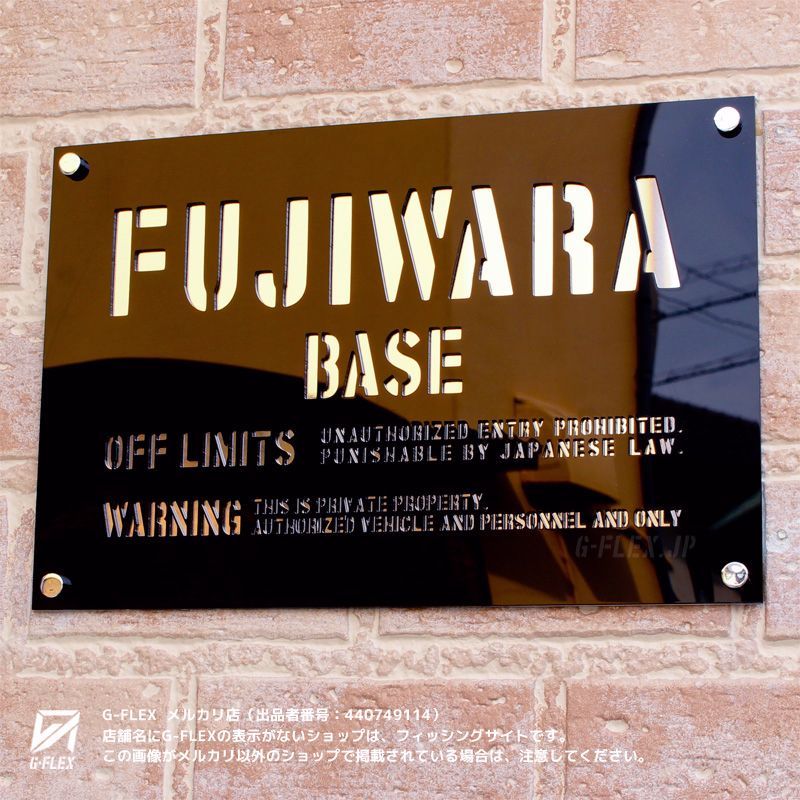 FUJIWARA
BASE
OFF LIMITS UNAUTHORIZED ENTRY PROHIBITED.
PUNISHABLE BY JAPANESE LAW.
WARNING THIS IS PRIVATE PROPERTY.
AUTHORIZED VEHICLE AND PERSONNEL AND ONLY
G-FLEX.JP
G-FLEX メルカリ店（出品者番号：440749114）
店舗名にG-FLEXの表示がないショップは、フィッシングサイトです。
この画像がメルカリ以外のショップで掲載されている場合は、注意してください。
G-FLEX